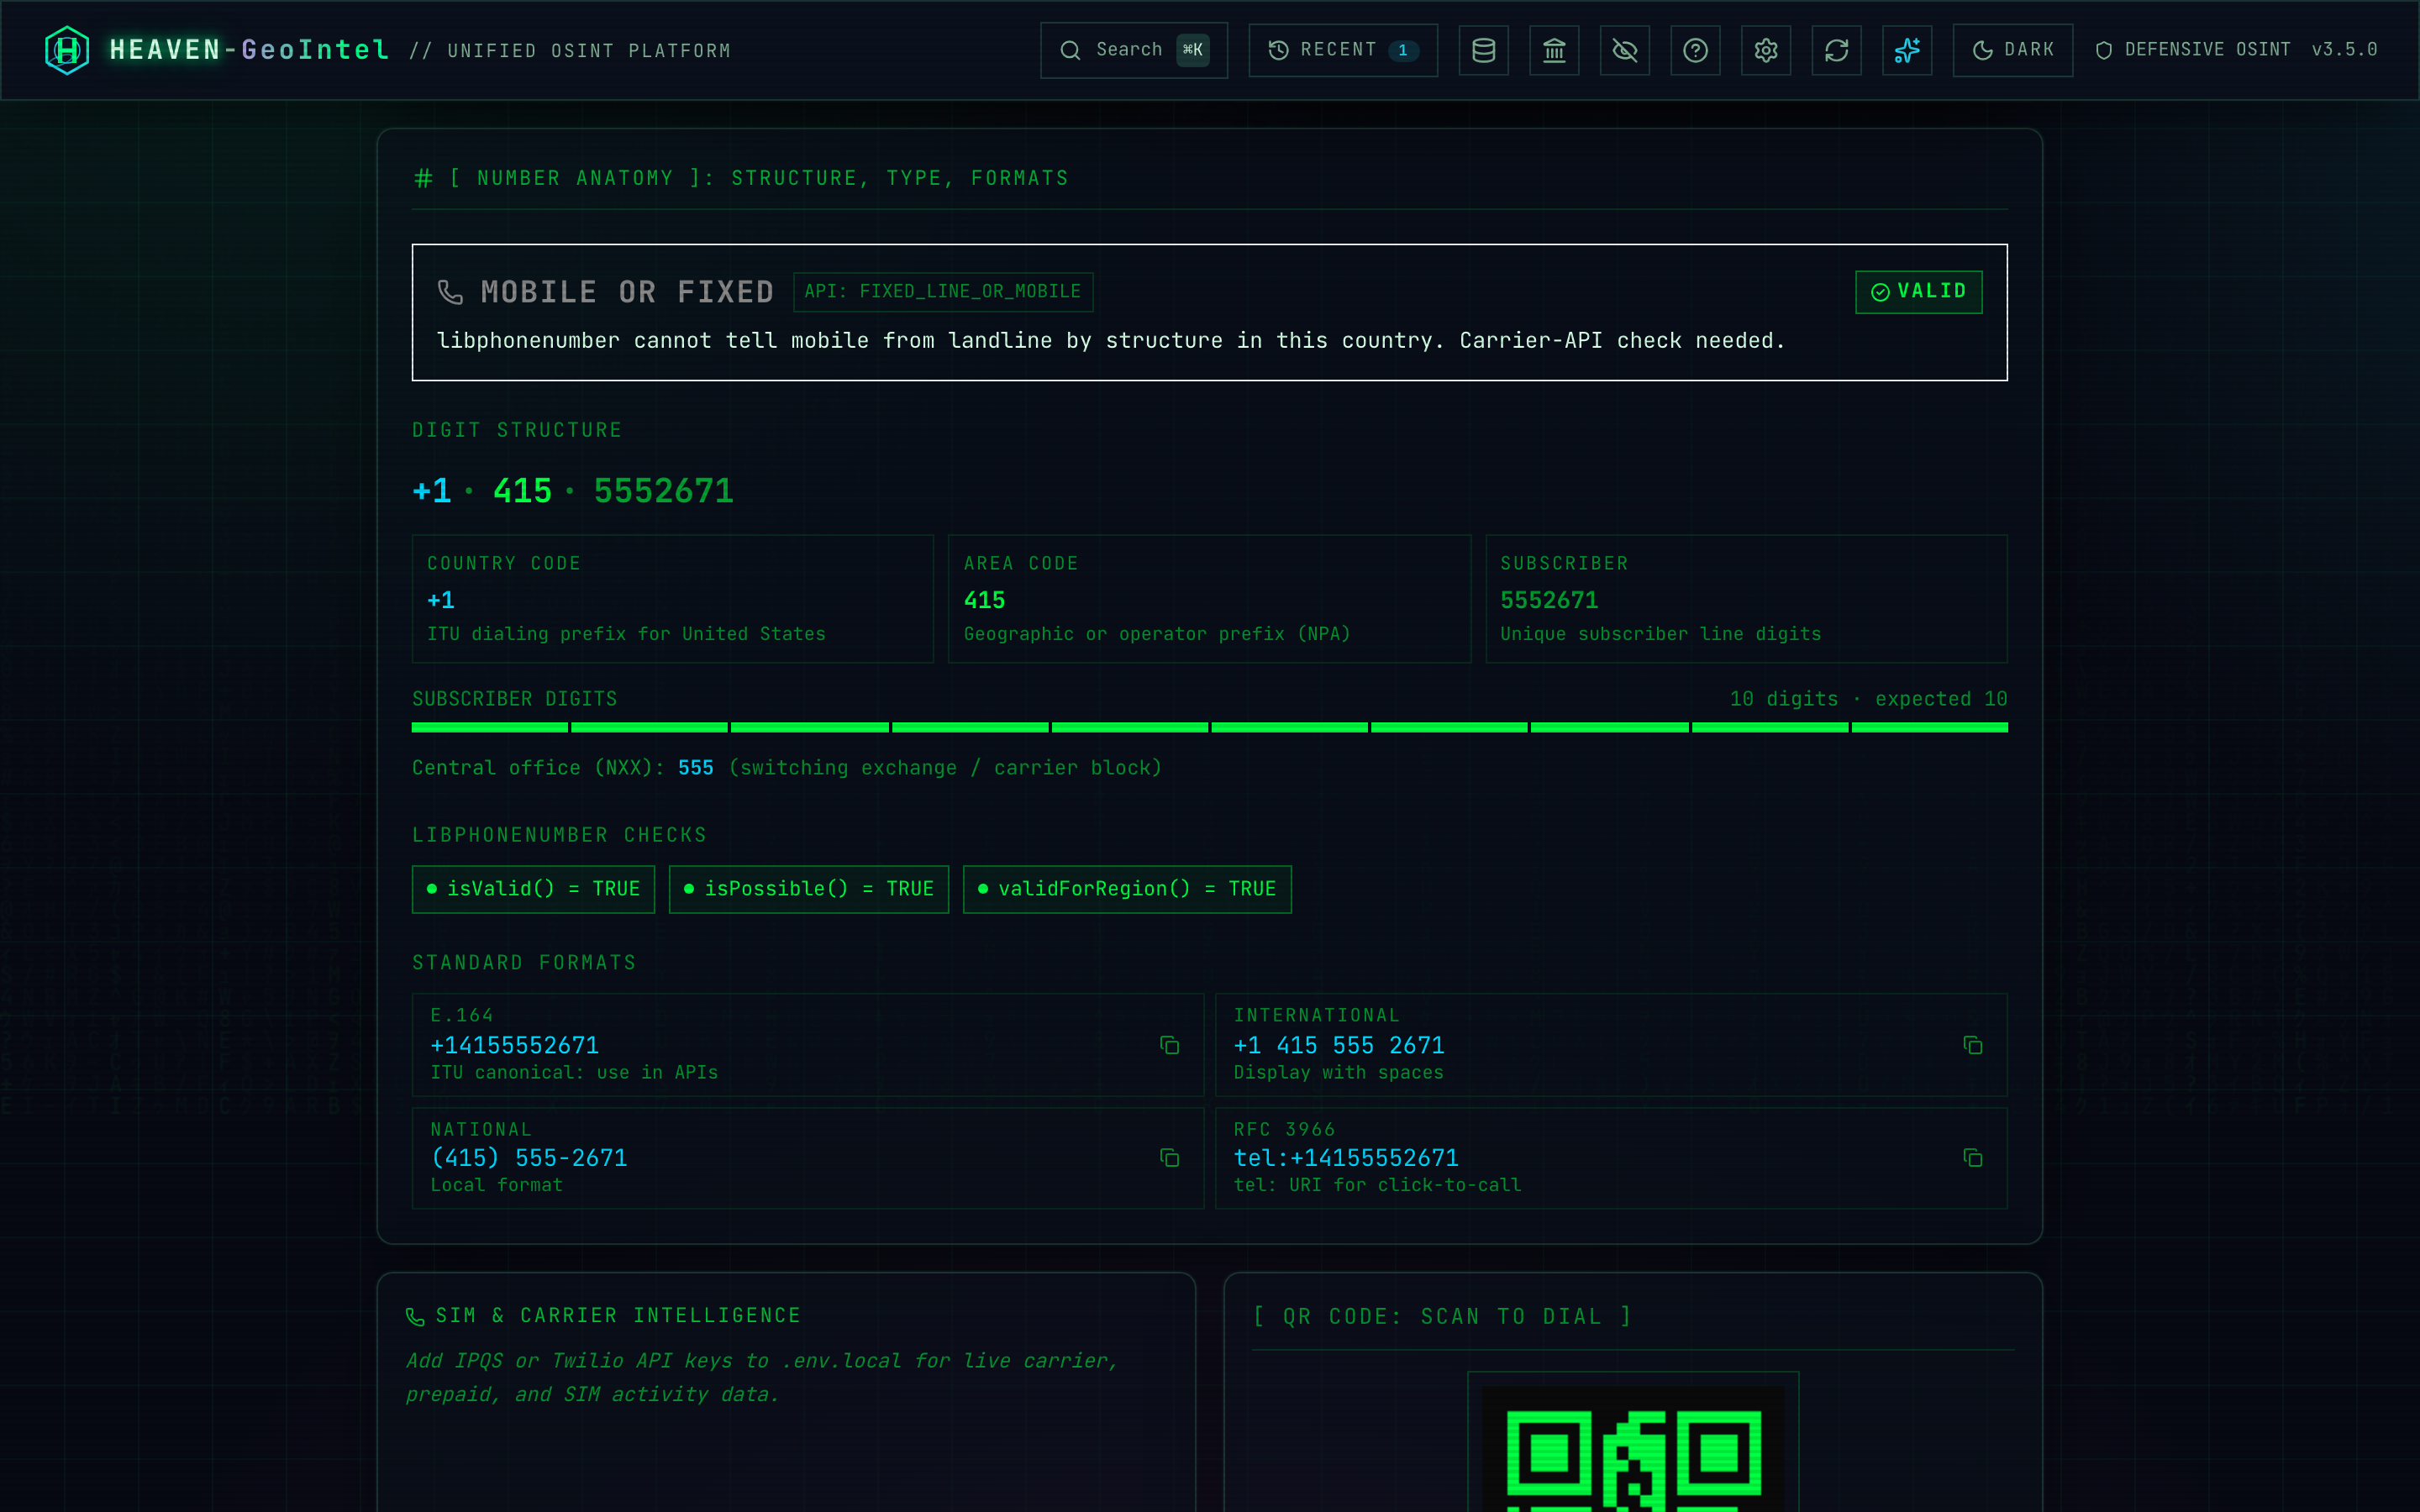 HEAVEN-GeoIntel // UNIFIED OSINT PLATFORM
Search ⌘K
RECENT 1
DARK
DEFENSIVE OSINT v3.5.0
# [ NUMBER ANATOMY ]: STRUCTURE, TYPE, FORMATS
MOBILE OR FIXED
API: FIXED_LINE_OR_MOBILE
VALID
libphonenumber cannot tell mobile from landline by structure in this country. Carrier-API check needed.
DIGIT STRUCTURE
+1 · 415 · 5552671
COUNTRY CODE
+1
ITU dialing prefix for United States
AREA CODE
415
Geographic or operator prefix (NPA)
SUBSCRIBER
5552671
Unique subscriber line digits
SUBSCRIBER DIGITS
10 digits · expected 10
Central office (NXX): 555 (switching exchange / carrier block)
LIBPHONENUMBER CHECKS
isValid() = TRUE
isPossible() = TRUE
validForRegion() = TRUE
STANDARD FORMATS
E.164
+14155552671
ITU canonical: use in APIs
INTERNATIONAL
+1 415 555 2671
Display with spaces
NATIONAL
(415) 555-2671
Local format
RFC 3966
tel:+14155552671
tel: URI for click-to-call
SIM & CARRIER INTELLIGENCE
Add IPQS or Twilio API keys to .env.local for live carrier,
prepaid, and SIM activity data.
[ QR CODE: SCAN TO DIAL ]